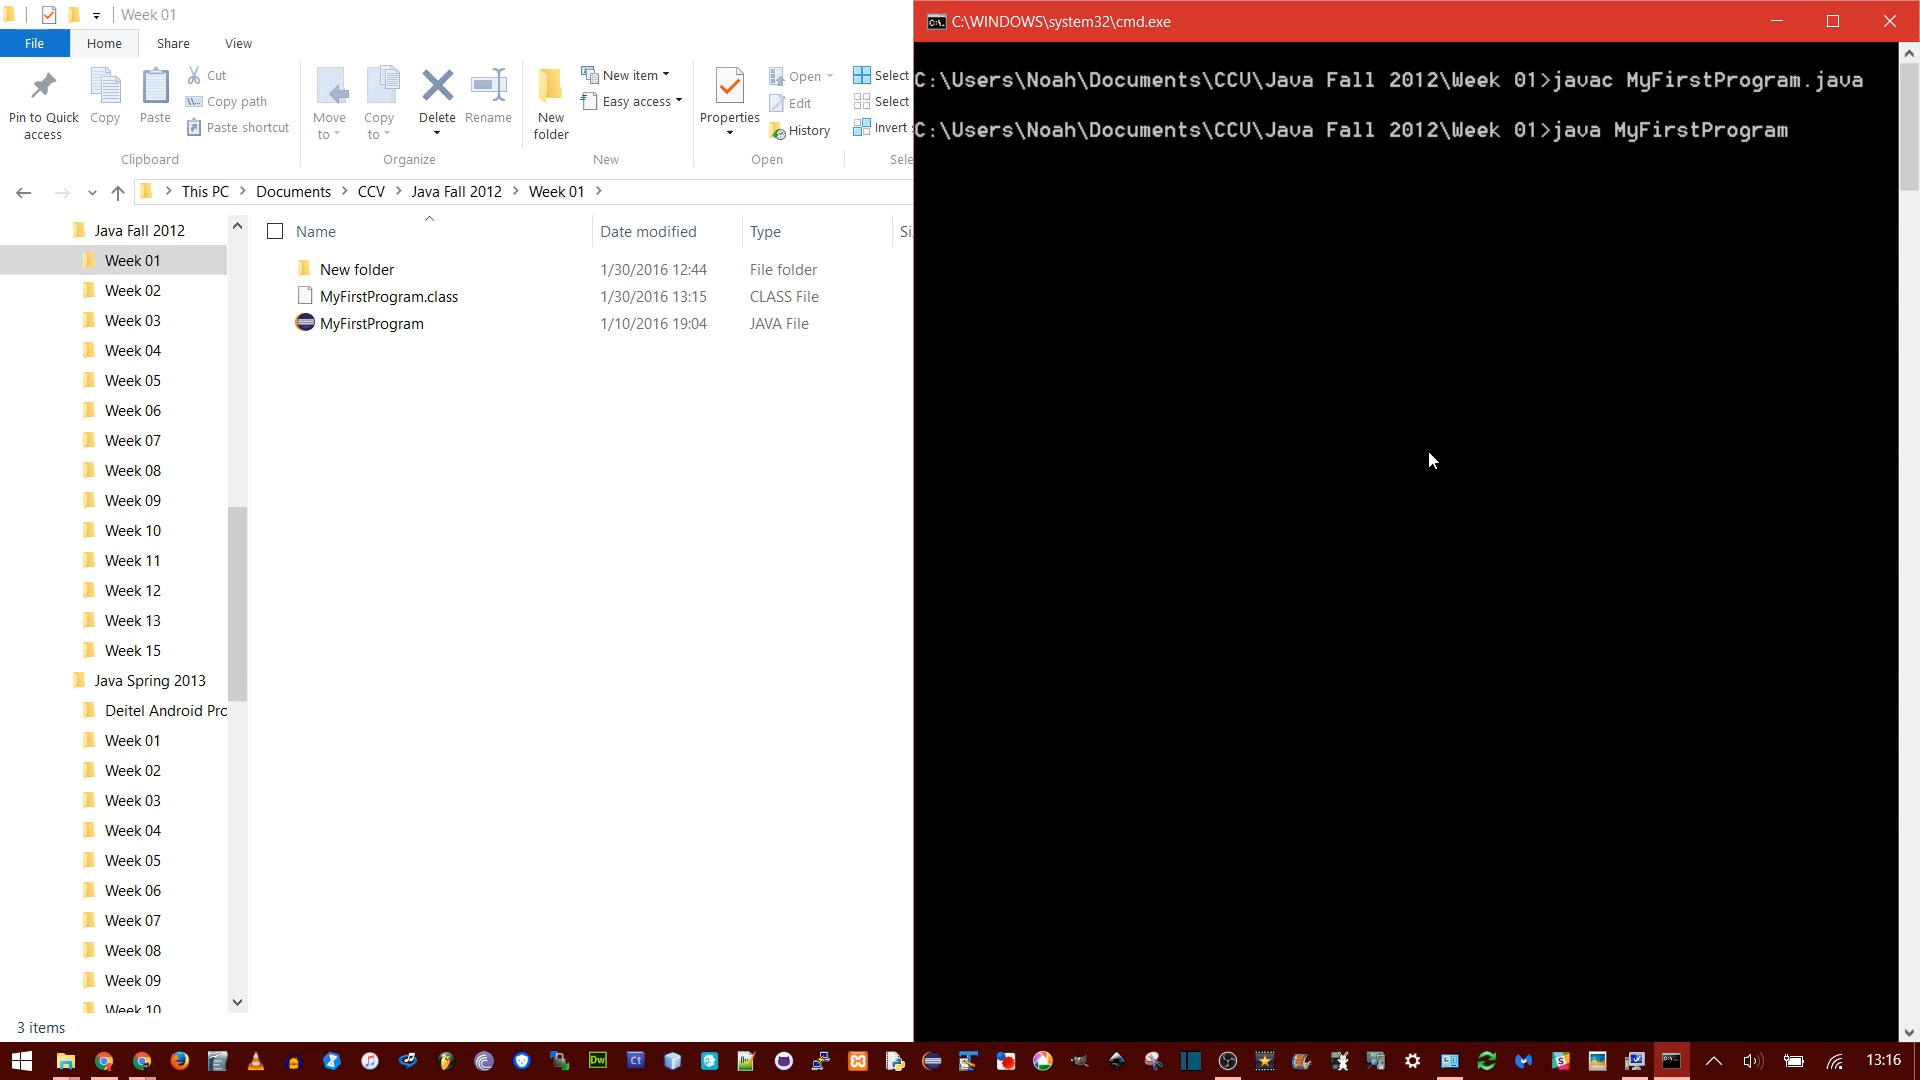 Week 01
File
Home
Share
View
Pin to Quick access
Copy
Paste
Cut
Copy path
Paste shortcut
Clipboard
Move to
Copy to
Delete
Rename
Organize
New folder
New item
Easy access
New
Properties
Open
Edit
History
Open
Select
Select
Invert
Sele
This PC > Documents > CCV > Java Fall 2012 > Week 01 >
Java Fall 2012
Week 01
Week 02
Week 03
Week 04
Week 05
Week 06
Week 07
Week 08
Week 09
Week 10
Week 11
Week 12
Week 13
Week 15
Java Spring 2013
Deitel Android Pro
Week 01
Week 02
Week 03
Week 04
Week 05
Week 06
Week 07
Week 08
Week 09
Week 10
Name Date modified Type Si
New folder 1/30/2016 12:44 File folder
MyFirstProgram.class 1/30/2016 13:15 CLASS File
MyFirstProgram 1/10/2016 19:04 JAVA File
3 items
C:\WINDOWS\system32\cmd.exe
C:\Users\Noah\Documents\CCV\Java Fall 2012\Week 01>javac MyFirstProgram.java
C:\Users\Noah\Documents\CCV\Java Fall 2012\Week 01>java MyFirstProgram
Dw
Ct
13:16